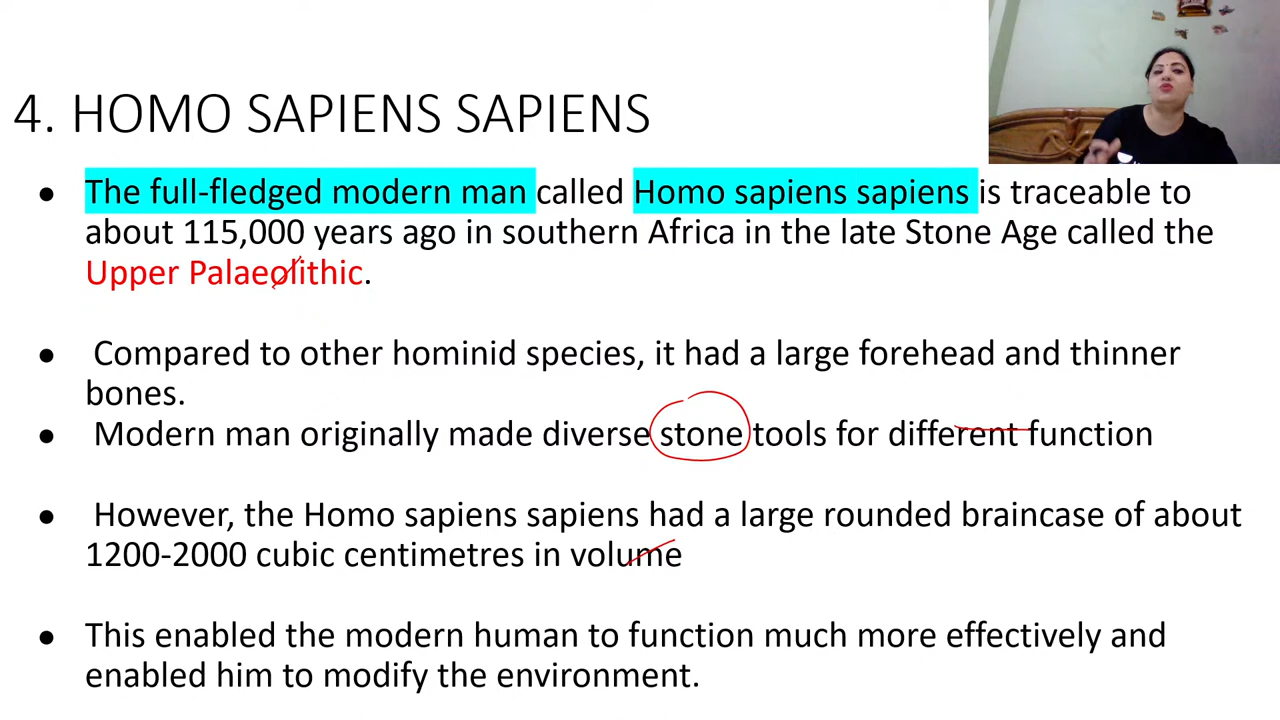 4. HOMO SAPIENS SAPIENS
• The full-fledged modern man called Homo sapiens sapiens is traceable to
about 115,000 years ago in southern Africa in the late Stone Age called the
Upper Palaeolithic.
• Compared to other hominid species, it had a large forehead and thinner
bones.
• Modern man originally made diverse stone tools for different function
• However, the Homo sapiens sapiens had a large rounded braincase of about
1200-2000 cubic centimetres in volume
• This enabled the modern human to function much more effectively and
enabled him to modify the environment.